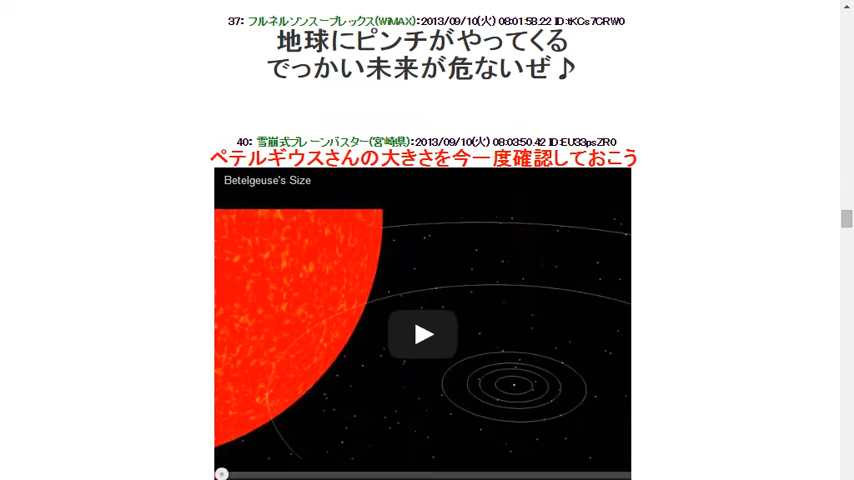 37: フルネルソンスープレックス(WiMAX):2013/09/10(火) 08:01:58.22 ID:tKCs7CRW0
地球にピンチがやってくる
でっかい未来が危ないぜ♪
40: 雪崩式ブレーンバスター(宮崎県):2013/09/10(火) 08:03:50.42 ID:EU33psZR0
ペテルギウスさんの大きさを今一度確認しておこう
Betelgeuse's Size